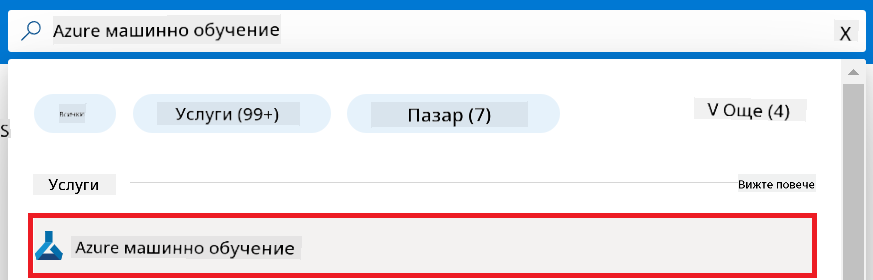 Azure машинно обучение X
Всички Услуги (99+) Пазар (7) V Още (4)
S
Услуги Вижте повече
Azure машинно обучение